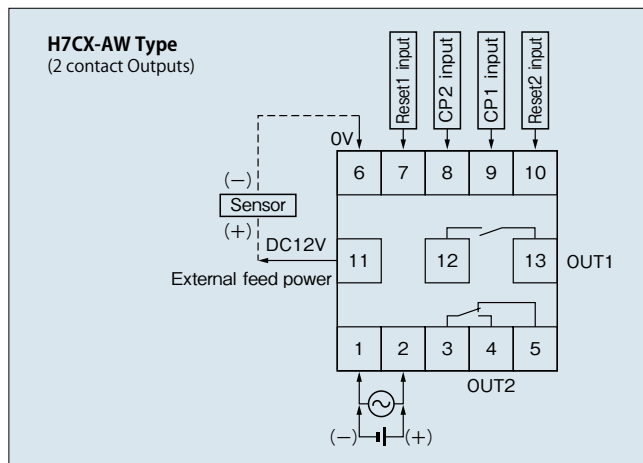 H7CX-AW Type
(2 contact Outputs)
Reset1 input
CP2 input
CP1 input
Reset2 input
0V
6
7
8
9
10
(−)
Sensor
(+)
DC12V
11
12
13
OUT1
External feed power
1
2
3
4
5
OUT2
(−)
(+)